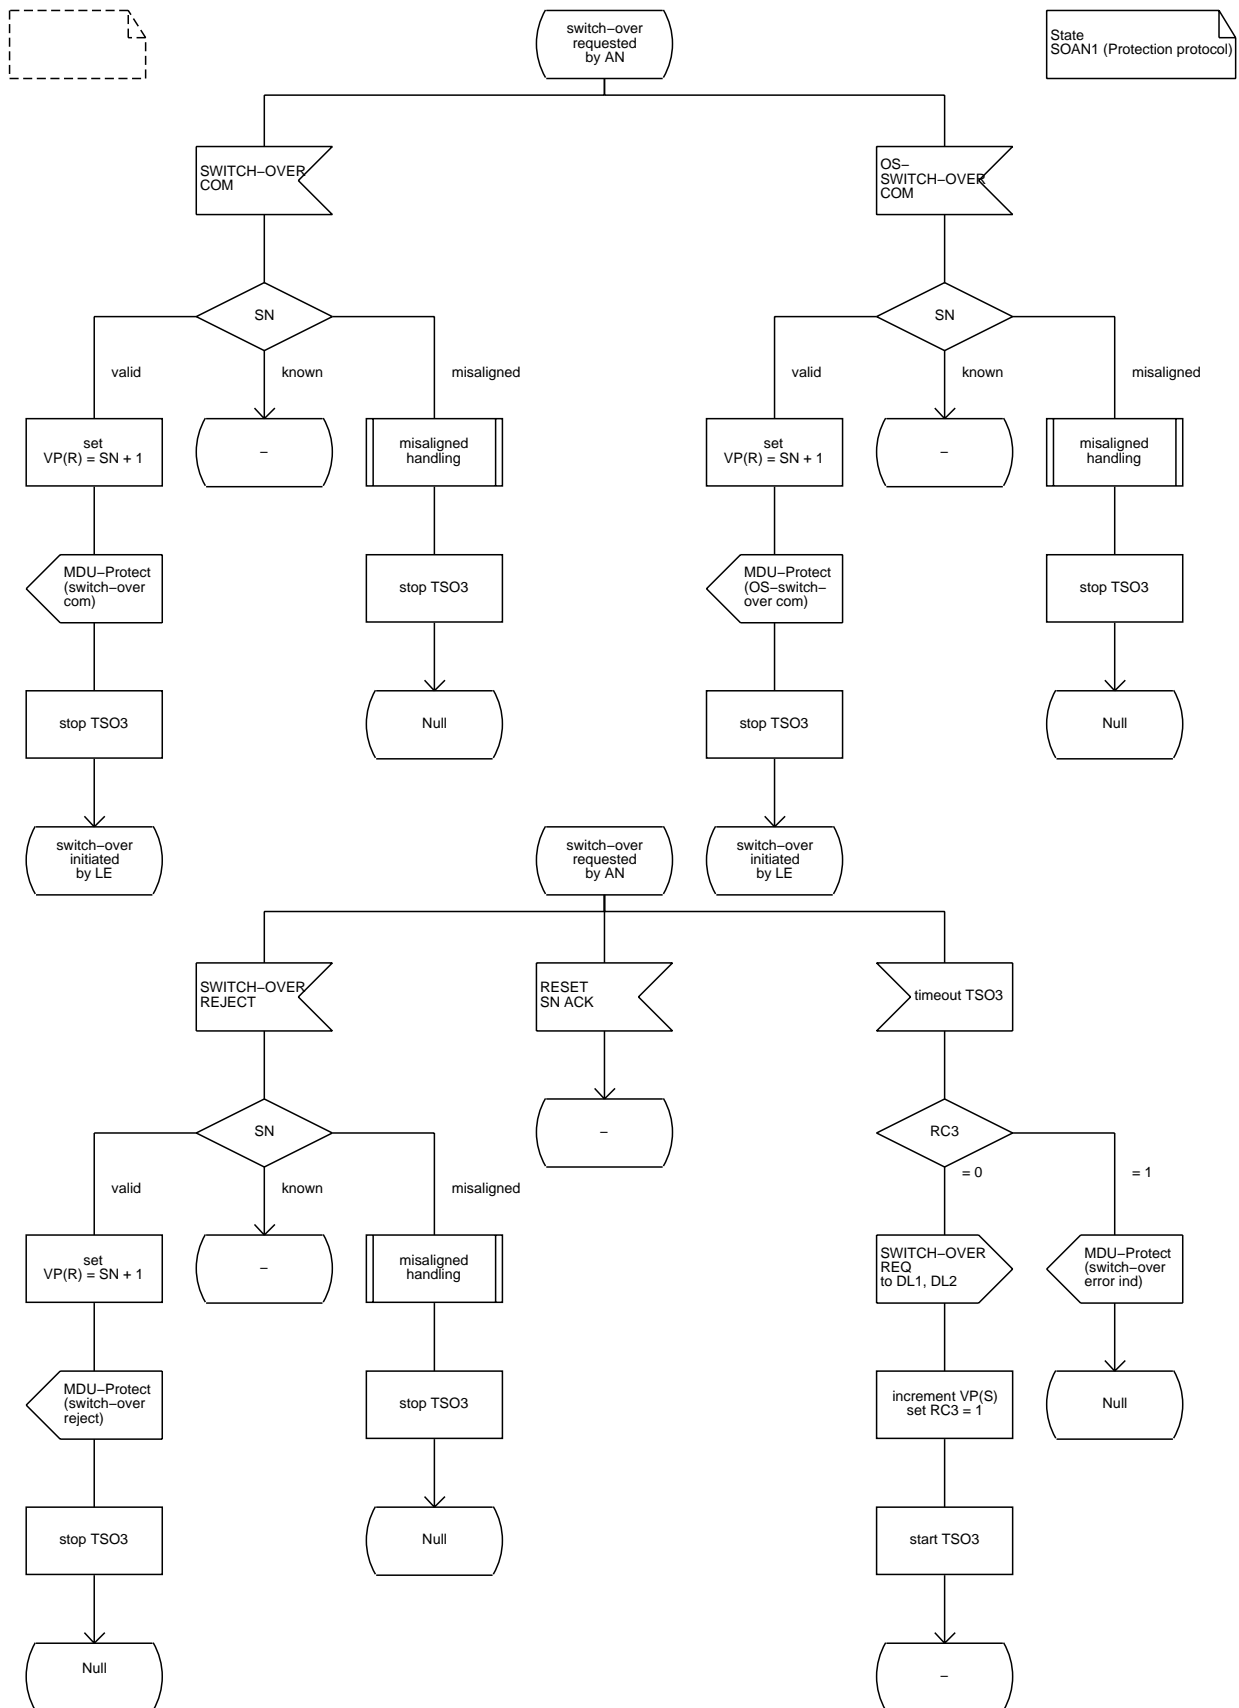 switch–over
requested
by AN
State
SOAN1 (Protection protocol)
SWITCH–OVER
COM
OS–
SWITCH–OVER
COM
SN
SN
valid
known
misaligned
valid
known
misaligned
set
VP(R) = SN + 1
–
misaligned
handling
set
VP(R) = SN + 1
–
misaligned
handling
MDU–Protect
(switch–over
com)
stop TSO3
MDU–Protect
(OS–switch–
over com)
stop TSO3
stop TSO3
Null
stop TSO3
Null
switch–over
initiated
by LE
switch–over
requested
by AN
switch–over
initiated
by LE
SWITCH–OVER
REJECT
RESET
SN ACK
timeout TSO3
SN
–
RC3
valid
known
misaligned
= 0
= 1
set
VP(R) = SN + 1
–
misaligned
handling
SWITCH–OVER
REQ
to DL1, DL2
MDU–Protect
(switch–over
error ind)
MDU–Protect
(switch–over
reject)
stop TSO3
increment VP(S)
set RC3 = 1
Null
stop TSO3
Null
start TSO3
Null
–